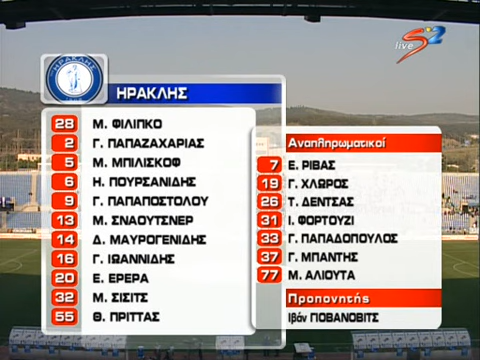 live S2
ΗΡΑΚΛΗΣ
ΗΡΑΚΛΗΣ
28 Μ. ΦΙΛΙΠΚΟ
2 Γ. ΠΑΠΑΖΑΧΑΡΙΑΣ
5 Μ. ΜΠΙΛΙΣΚΟΦ
6 Η. ΠΟΥΡΣΑΝΙΔΗΣ
9 Γ. ΠΑΠΑΠΟΣΤΟΛΟΥ
13 Μ. ΣΝΑΟΥΤΣΝΕΡ
14 Δ. ΜΑΥΡΟΓΕΝΙΔΗΣ
16 Γ. ΙΩΑΝΝΙΔΗΣ
20 Ε. ΕΡΕΡΑ
32 Μ. ΣΙΣΙΤΣ
55 Θ. ΠΡΙΤΤΑΣ
Αναπληρωματικοί
7 Ε. ΡΙΒΑΣ
19 Γ. ΧΛΩΡΟΣ
26 Τ. ΔΕΝΤΣΑΣ
31 Ι. ΦΟΡΤΟΥΖΙ
33 Γ. ΠΑΠΑΔΟΠΟΥΛΟΣ
37 Γ. ΜΠΑΝΤΗΣ
77 Μ. ΑΛΙΟΥΤΑ
Προπονητής
Ιβάν ΓΙΟΒΑΝΟΒΙΤΣ